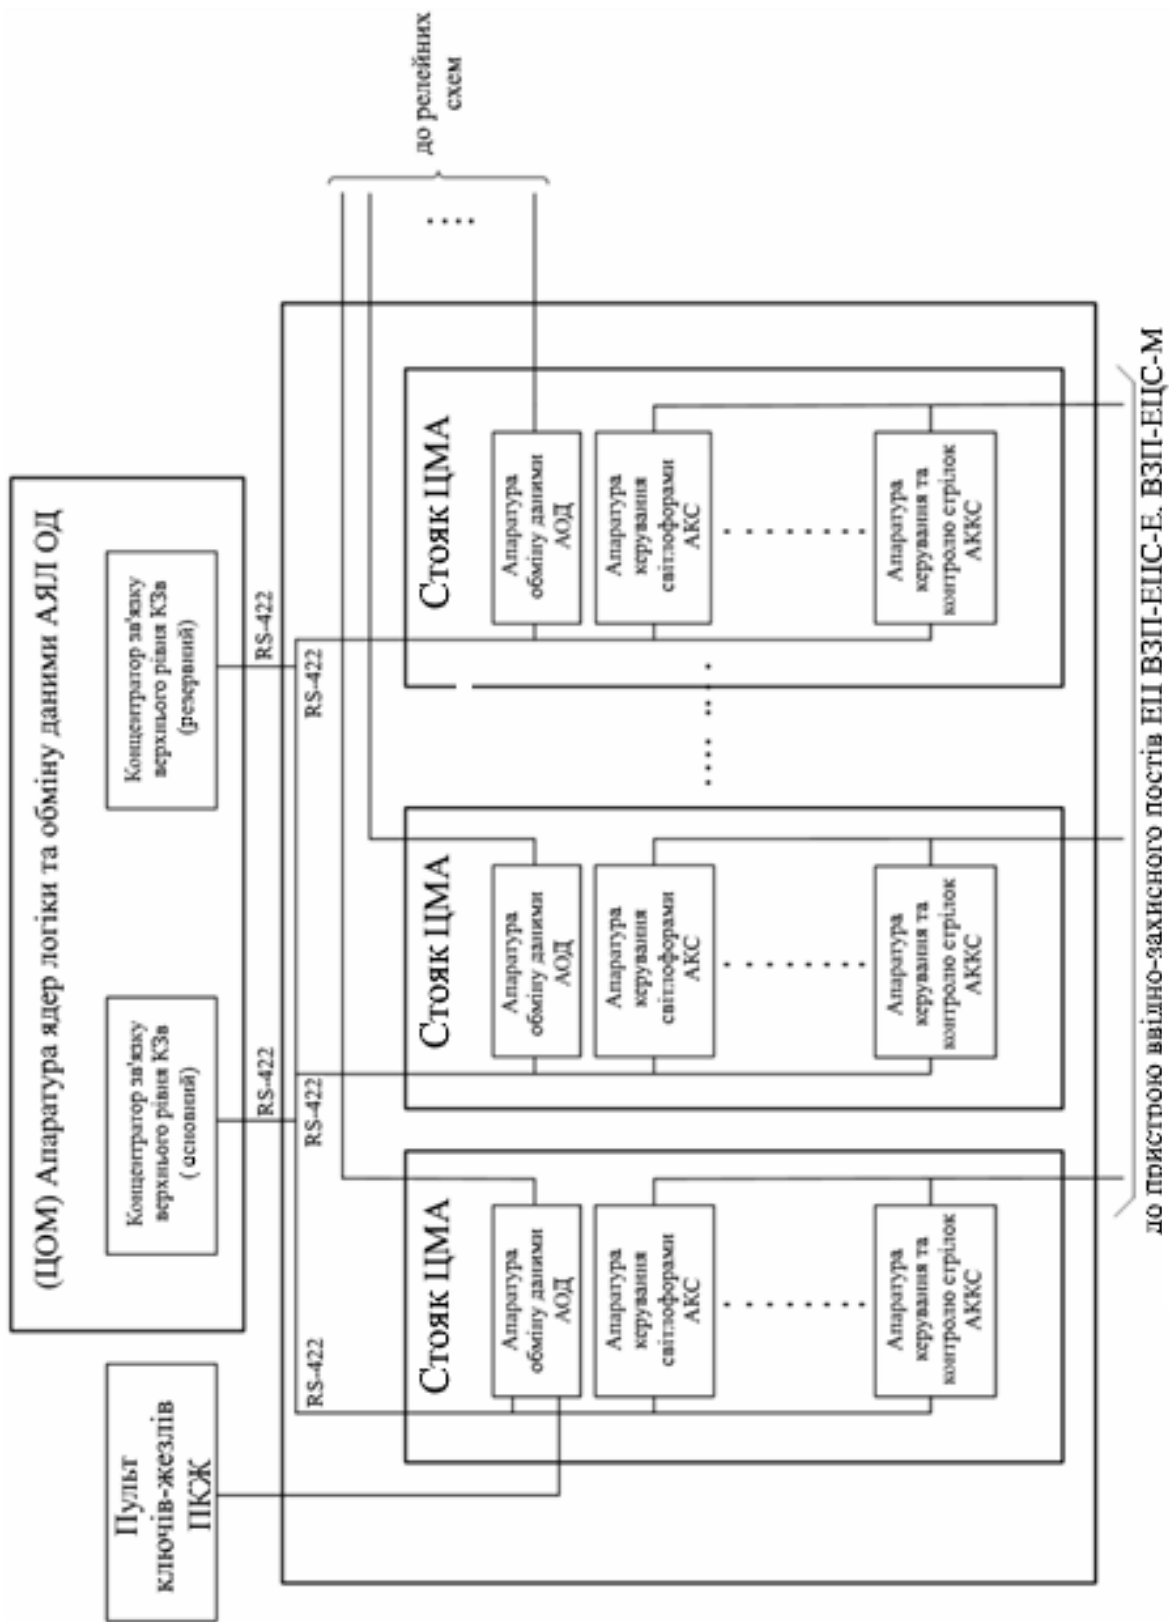 (ЦОМ) Апаратура ядер логіки та обміну даними АЯЛ ОД
Пульт
ключів-жезлів
ПКЖ
Концентратор зв'язку
верхнього рівня КЗв
( основний)
Концентратор зв'язку
верхнього рівня КЗв
(резервний)
RS-422
RS-422
RS-422
RS-422
RS-422
до релейних
схем
Стояк ЦМА
Апаратура
обміну даними
АОД
Апаратура
керування
світлофорами
АКС
Апаратура
керування та
контролю стрілок
АККС
Стояк ЦМА
Апаратура
обміну даними
АОД
Апаратура
керування
світлофорами
АКС
Апаратура
керування та
контролю стрілок
АККС
Стояк ЦМА
Апаратура
обміну даними
АОД
Апаратура
керування
світлофорами
АКС
Апаратура
керування та
контролю стрілок
АККС
до пристрою ввідно-захисного постів ЕЦ ВЗП-ЕЦС-Е, ВЗП-ЕЦС-М